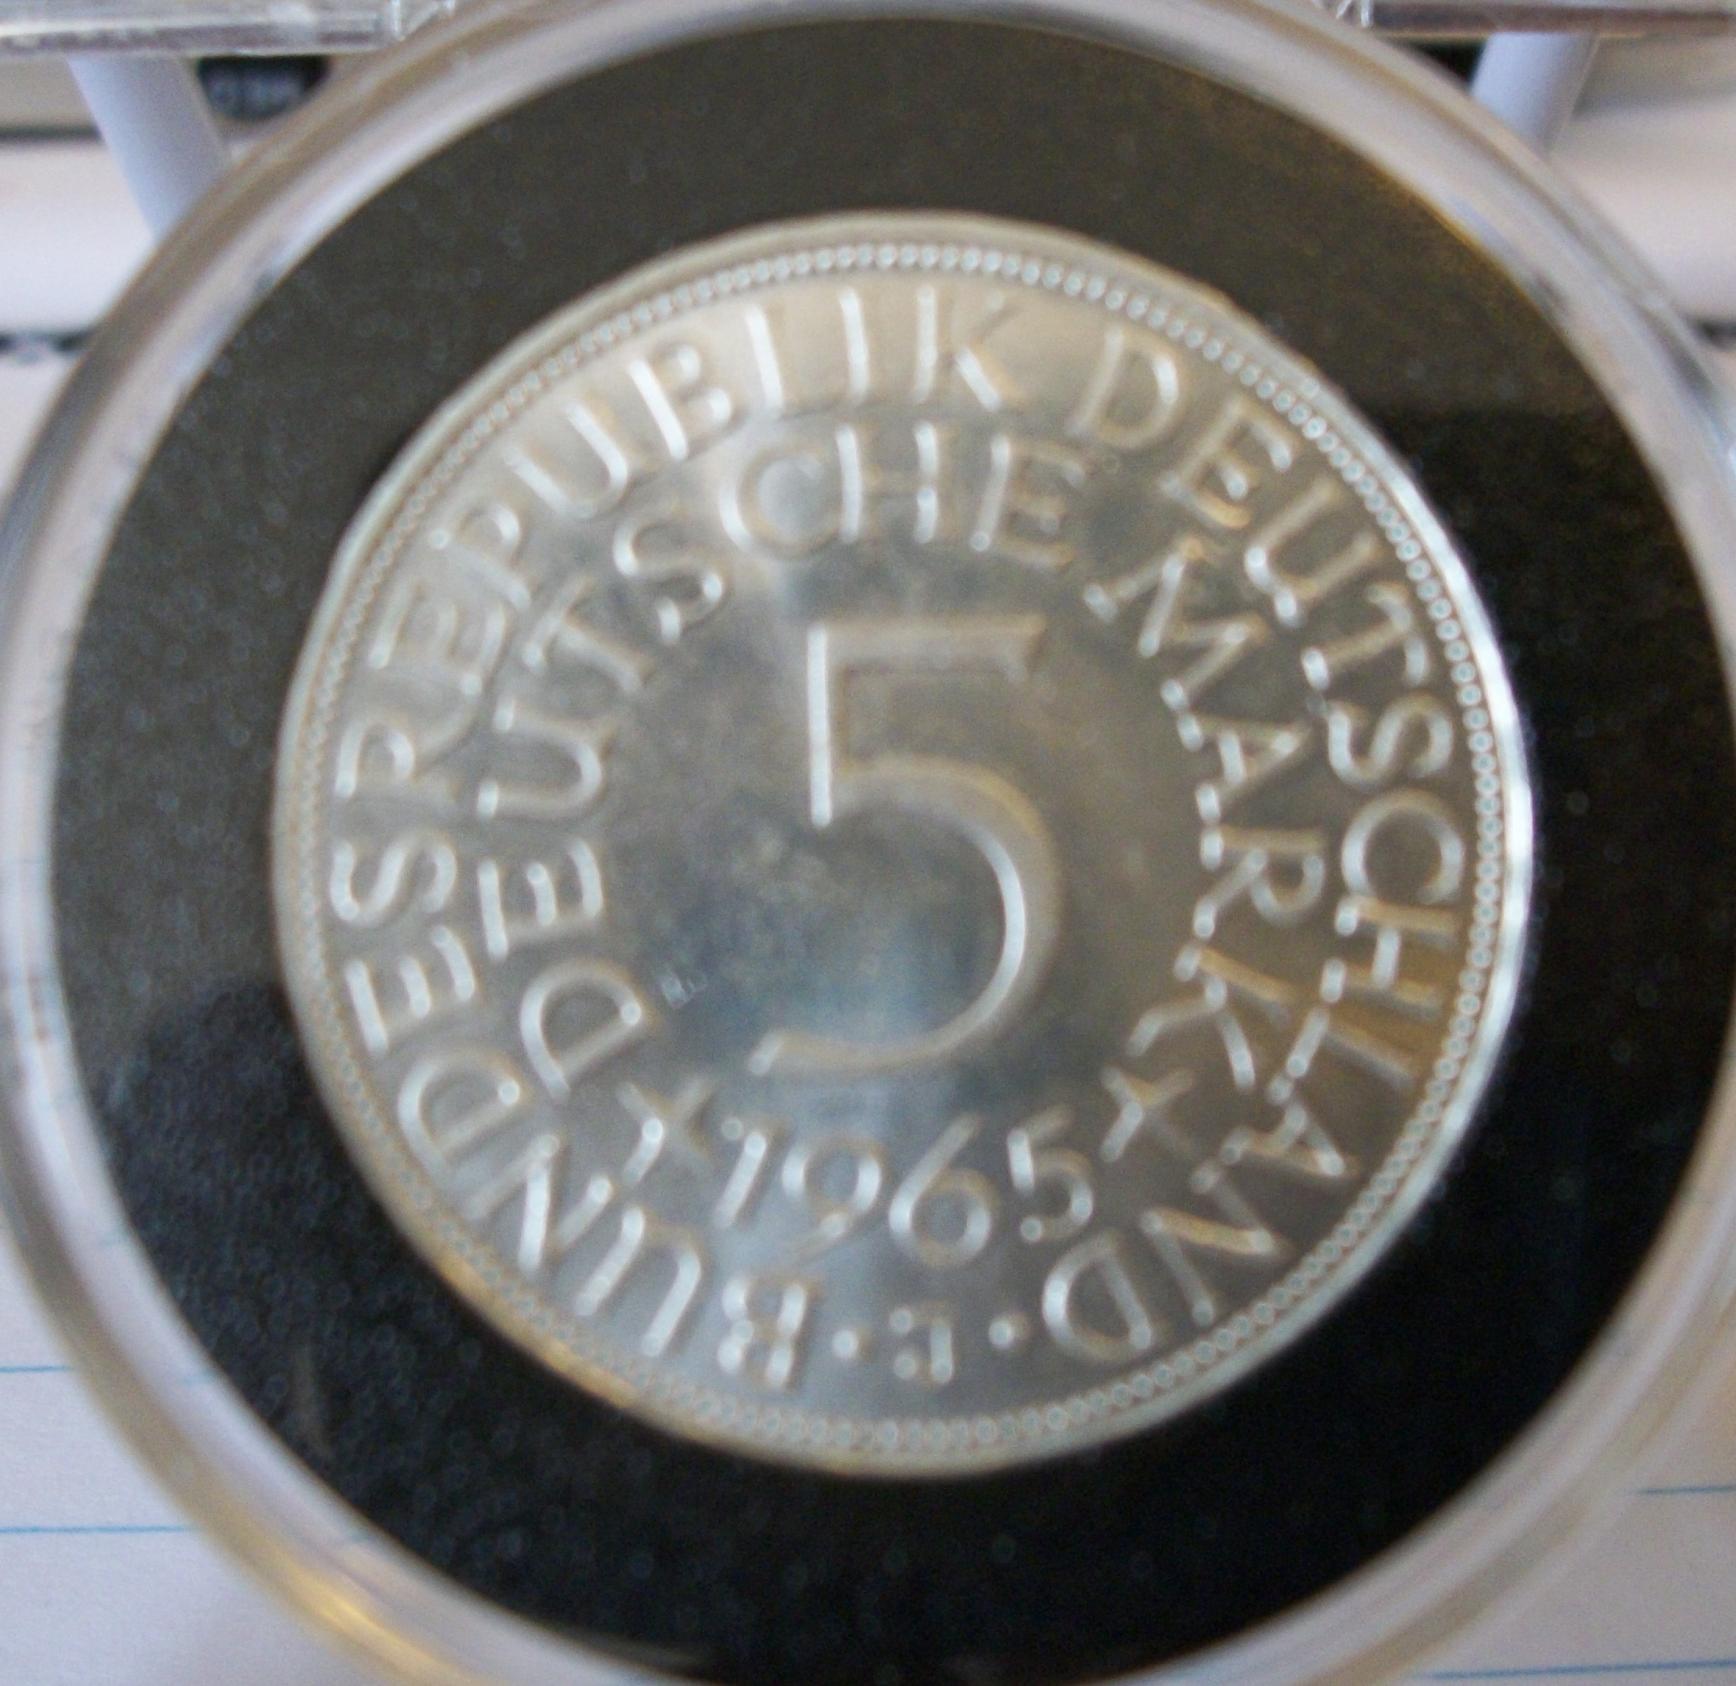 BUNDESREPUBLIK DEUTSCHLAND
DEUTSCHE MARK
5
1965